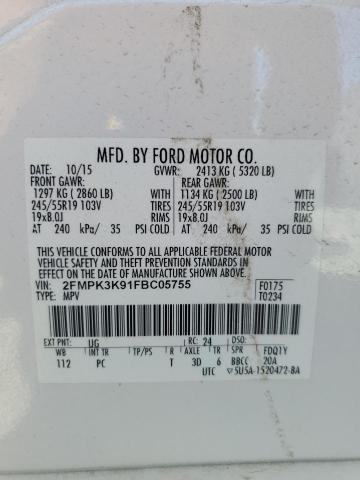 MFD. BY FORD MOTOR CO.
DATE: 10/15 GVWR: 2413 KG ( 5320 LB)
FRONT GAWR: REAR GAWR:
1297 KG ( 2860 LB) WITH 1134 KG ( 2500 LB) WITH
245/55R19 103V TIRES 245/55R19 103V TIRES
19x8.0J RIMS 19x8.0J RIMS
AT 240 kPa/ 35 PSI COLD AT 240 kPa/ 35 PSI COLD
THIS VEHICLE CONFORMS TO ALL APPLICABLE FEDERAL MOTOR
VEHICLE SAFETY AND THEFT PREVENTION STANDARDS IN EFFECT
ON THE DATE OF MANUFACTURE SHOWN ABOVE.
VIN: 2FMPK3K91FBC05755 F0175
TYPE: MPV T0234
EXT PNT: UG RC: 24 DSO: FDQ1Y
WB INT TR TP/PS R AXLE TR SPR 20A
112 PC T 3D 6 BBCC
UTC ▽5U5A-1520472-BA